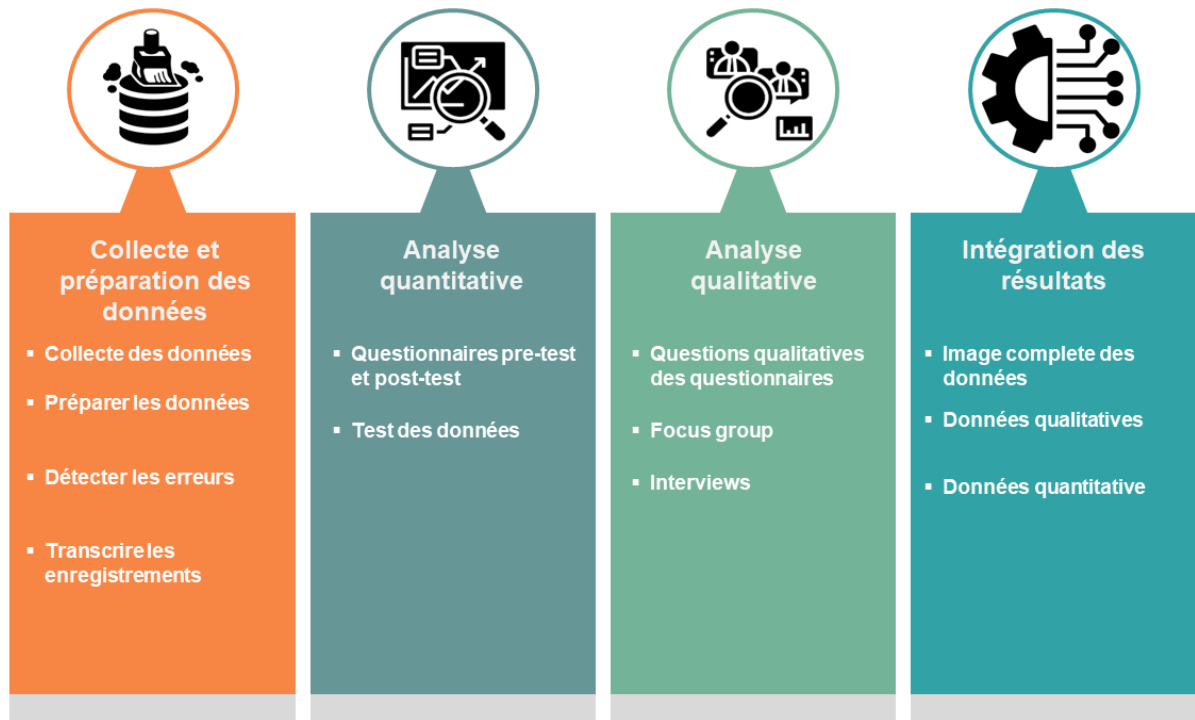 Collecte et
préparation des
données
▪ Collecte des données
▪ Préparer les données
▪ Détecter les erreurs
▪ Transcrire les
enregistrements
Analyse
quantitative
▪ Questionnaires pre-test
et post-test
▪ Test des données
Analyse
qualitative
▪ Questions qualitatives
des questionnaires
▪ Focus group
▪ Interviews
Intégration des
résultats
▪ Image complete des
données
▪ Données qualitatives
▪ Données quantitative